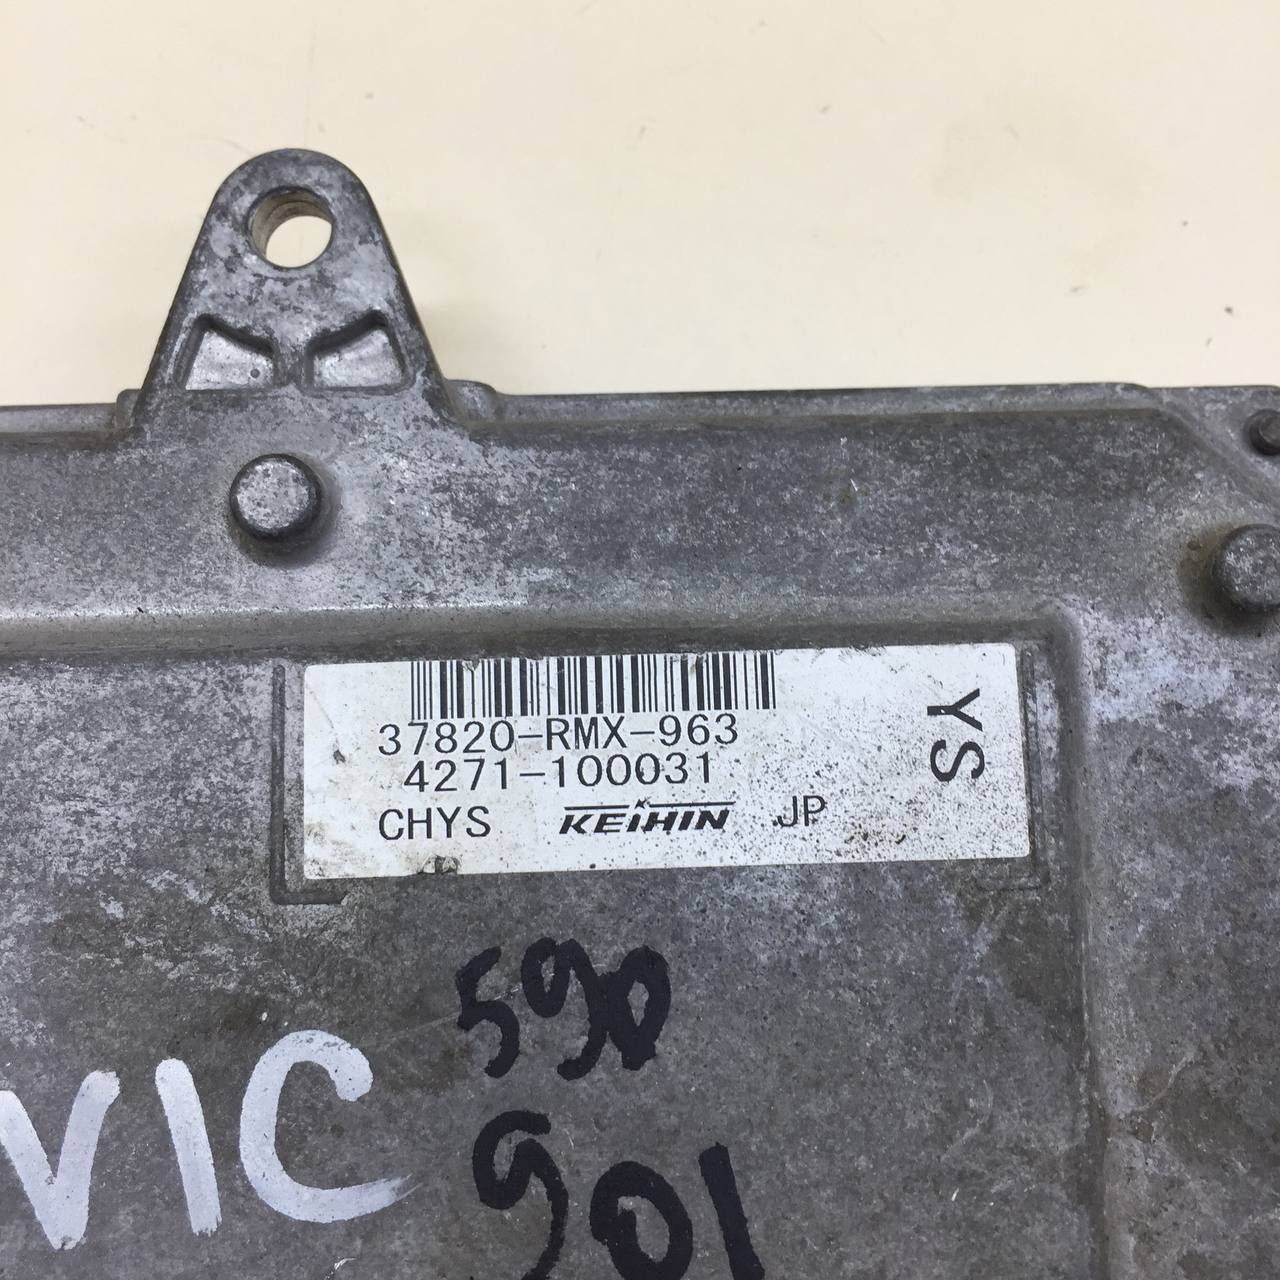 37820-RMX-963
4271-100031
CHYS KEIHIN JP
YS
590
901
VIC